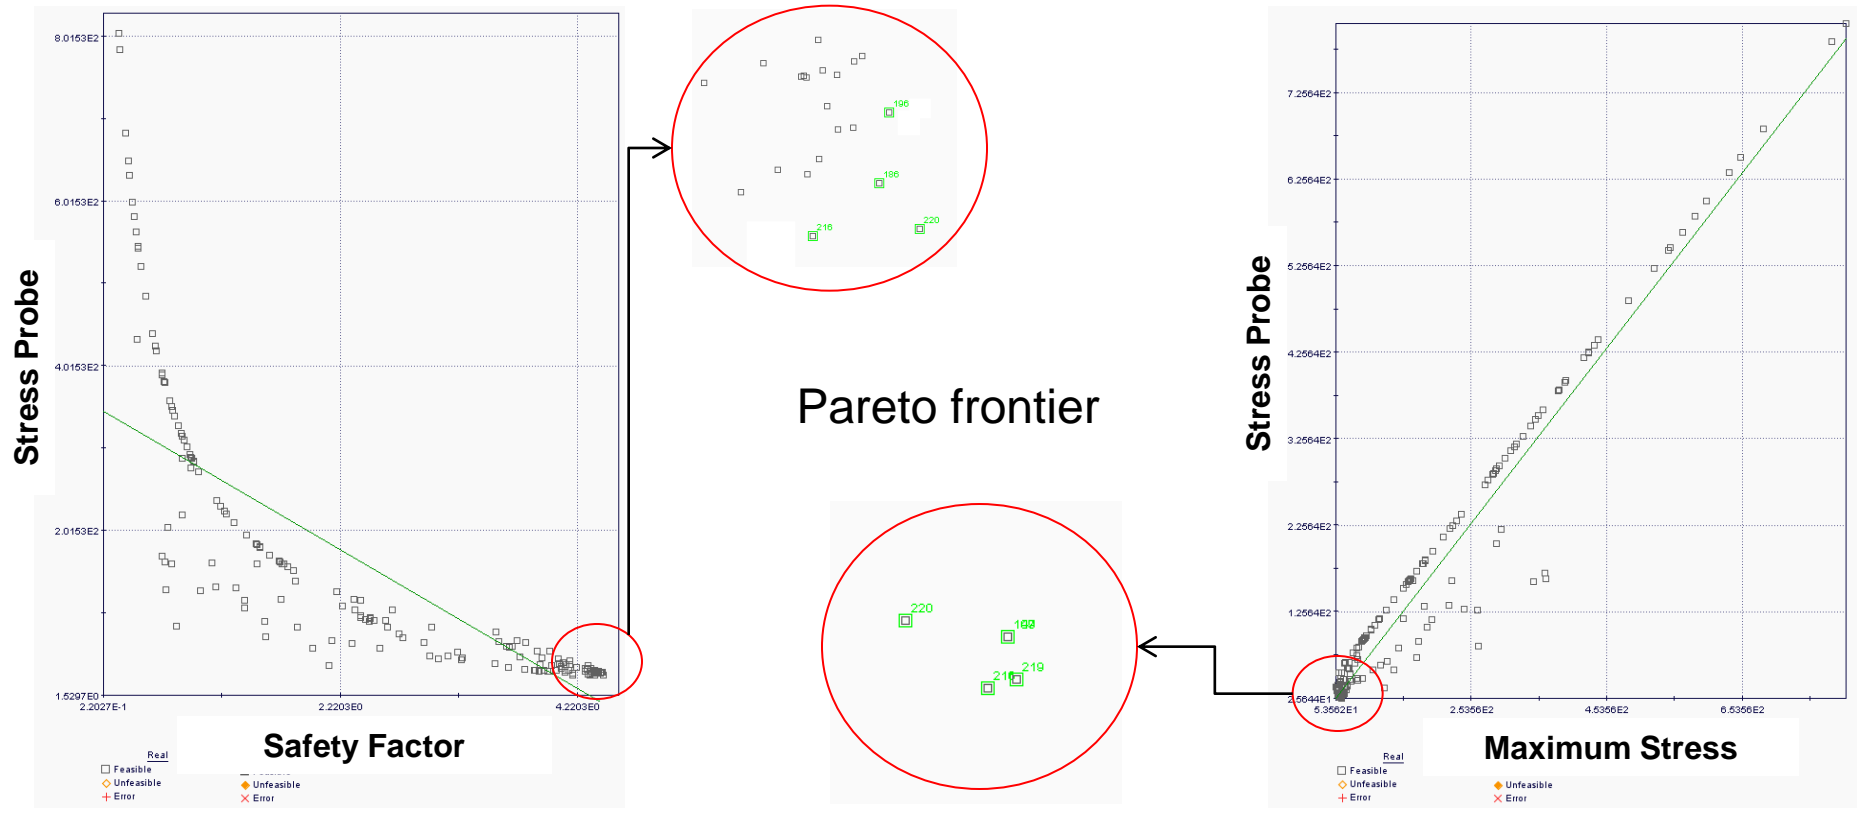 8.0153E2
6.0153E2
4.0153E2
2.0153E2
1.5297E0
2.2027E-1
2.2203E0
4.2203E0
Stress Probe
Safety Factor
Real
Feasible
Unfeasible
Unfeasible
Error
Error
196
186
216
220
Pareto frontier
220
219
7.2564E2
6.2564E2
5.2564E2
4.2564E2
3.2564E2
2.2564E2
1.2564E2
2.5644E1
5.3562E1
2.5356E2
4.5356E2
6.5356E2
Stress Probe
Maximum Stress
Real
Feasible
Unfeasible
Unfeasible
Error
Error